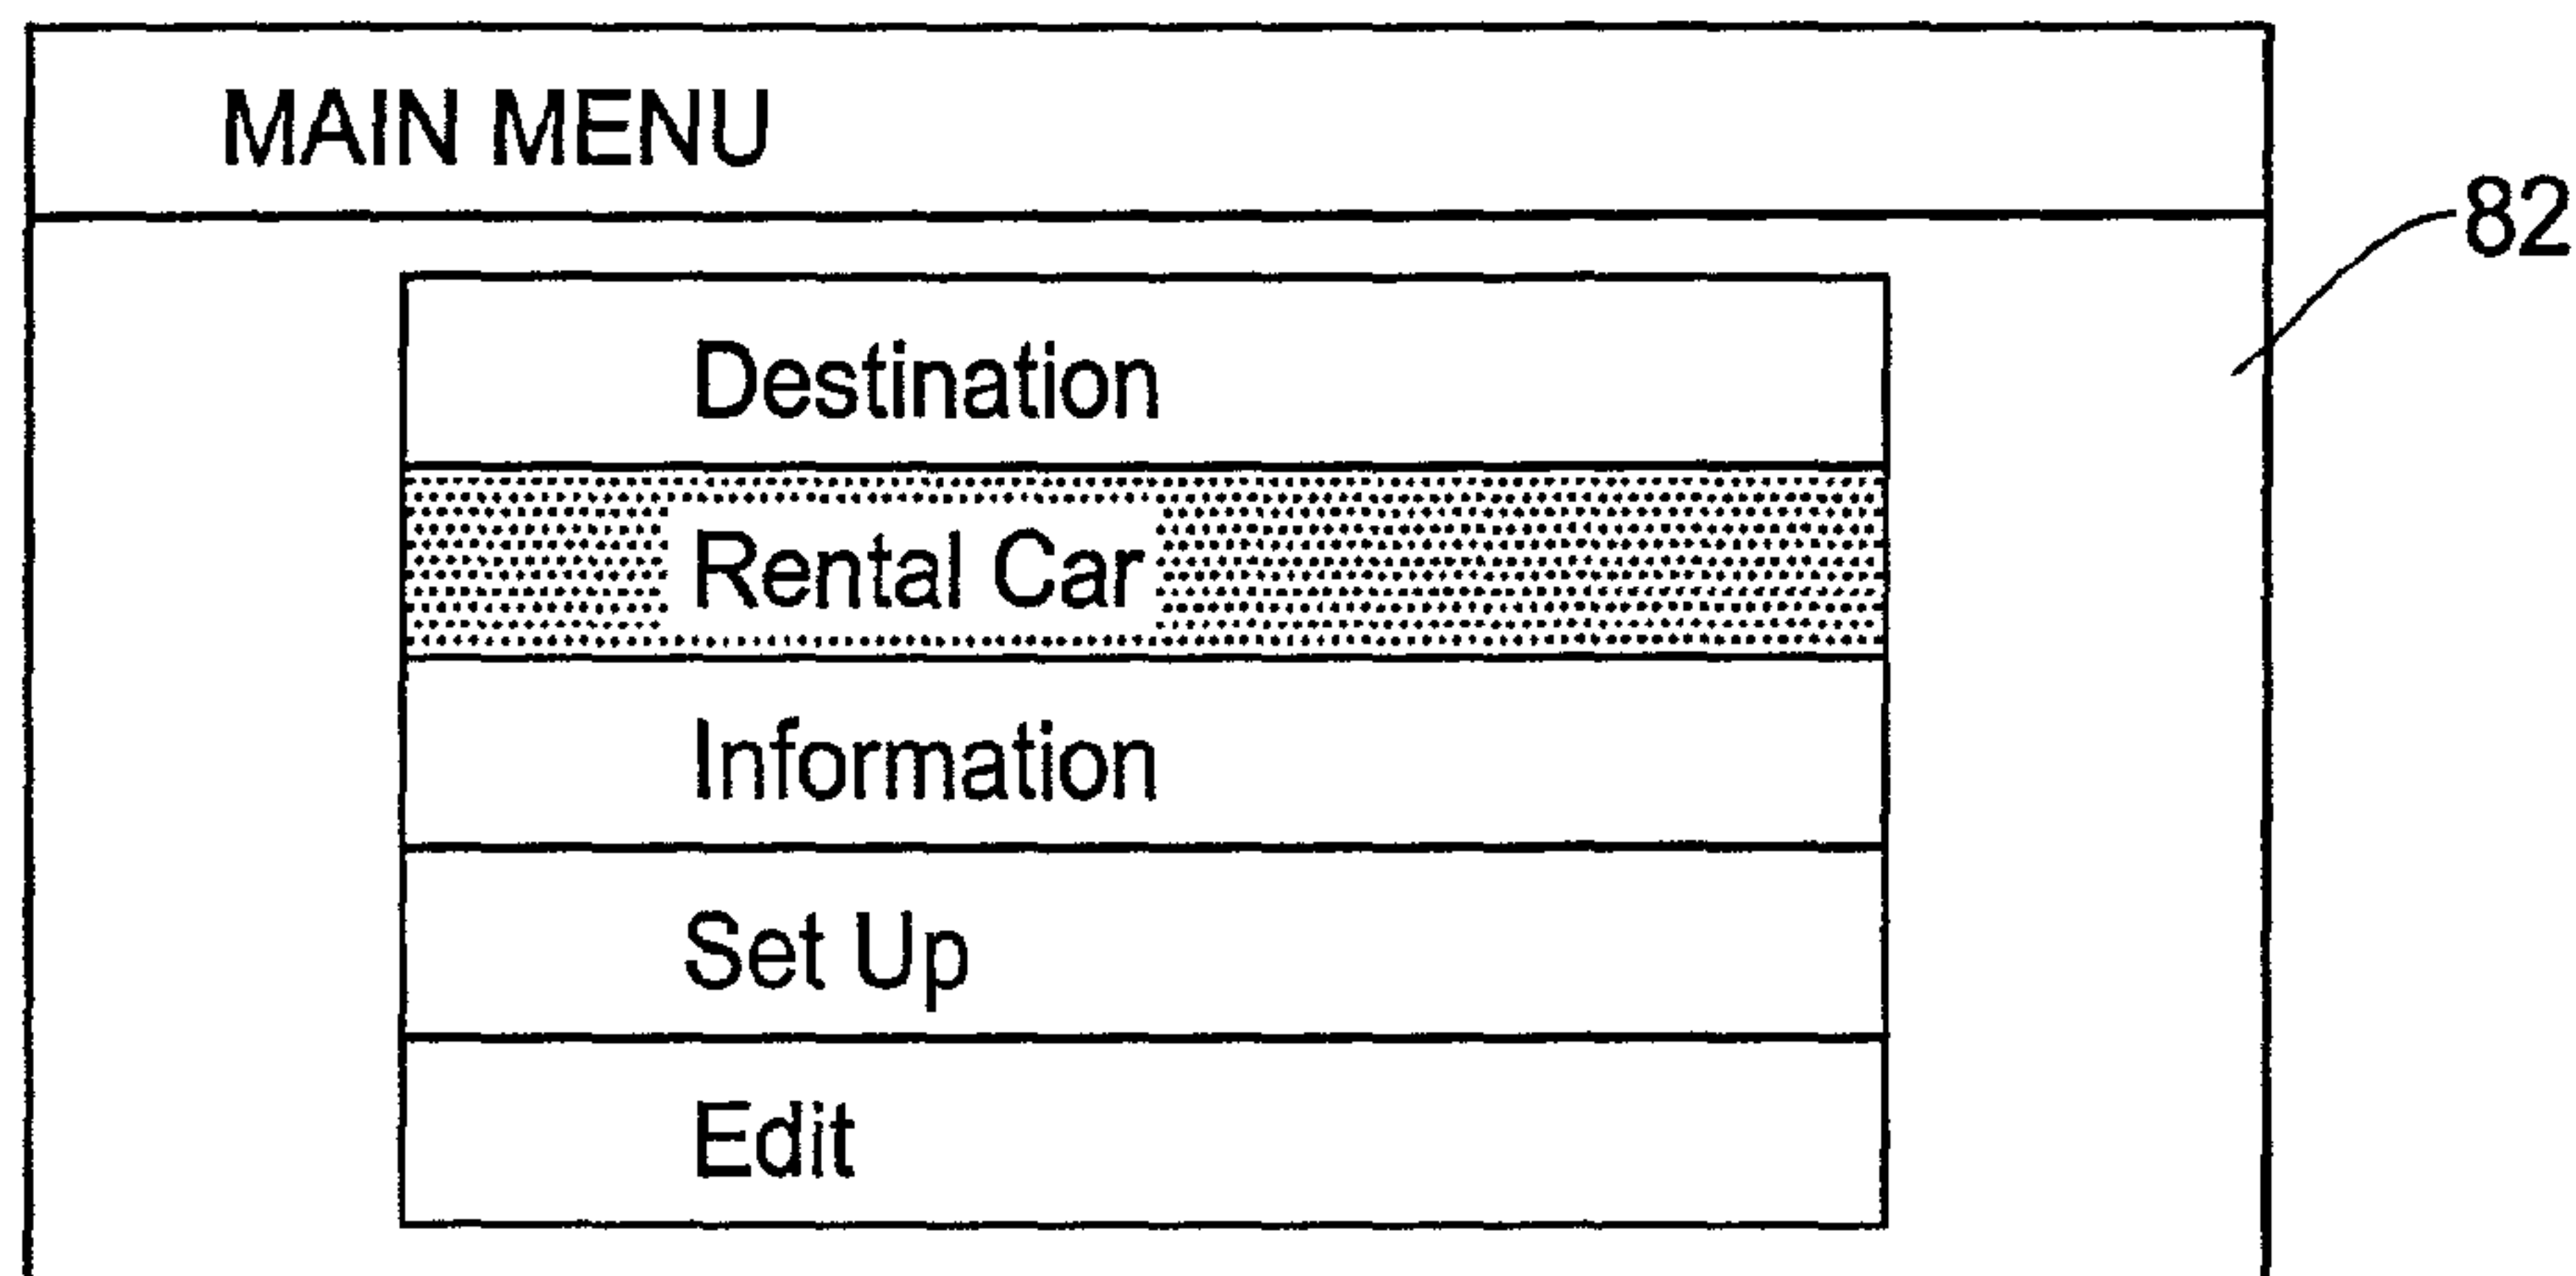 MAIN MENU
82
Destination
Rental Car
Information
Set Up
Edit